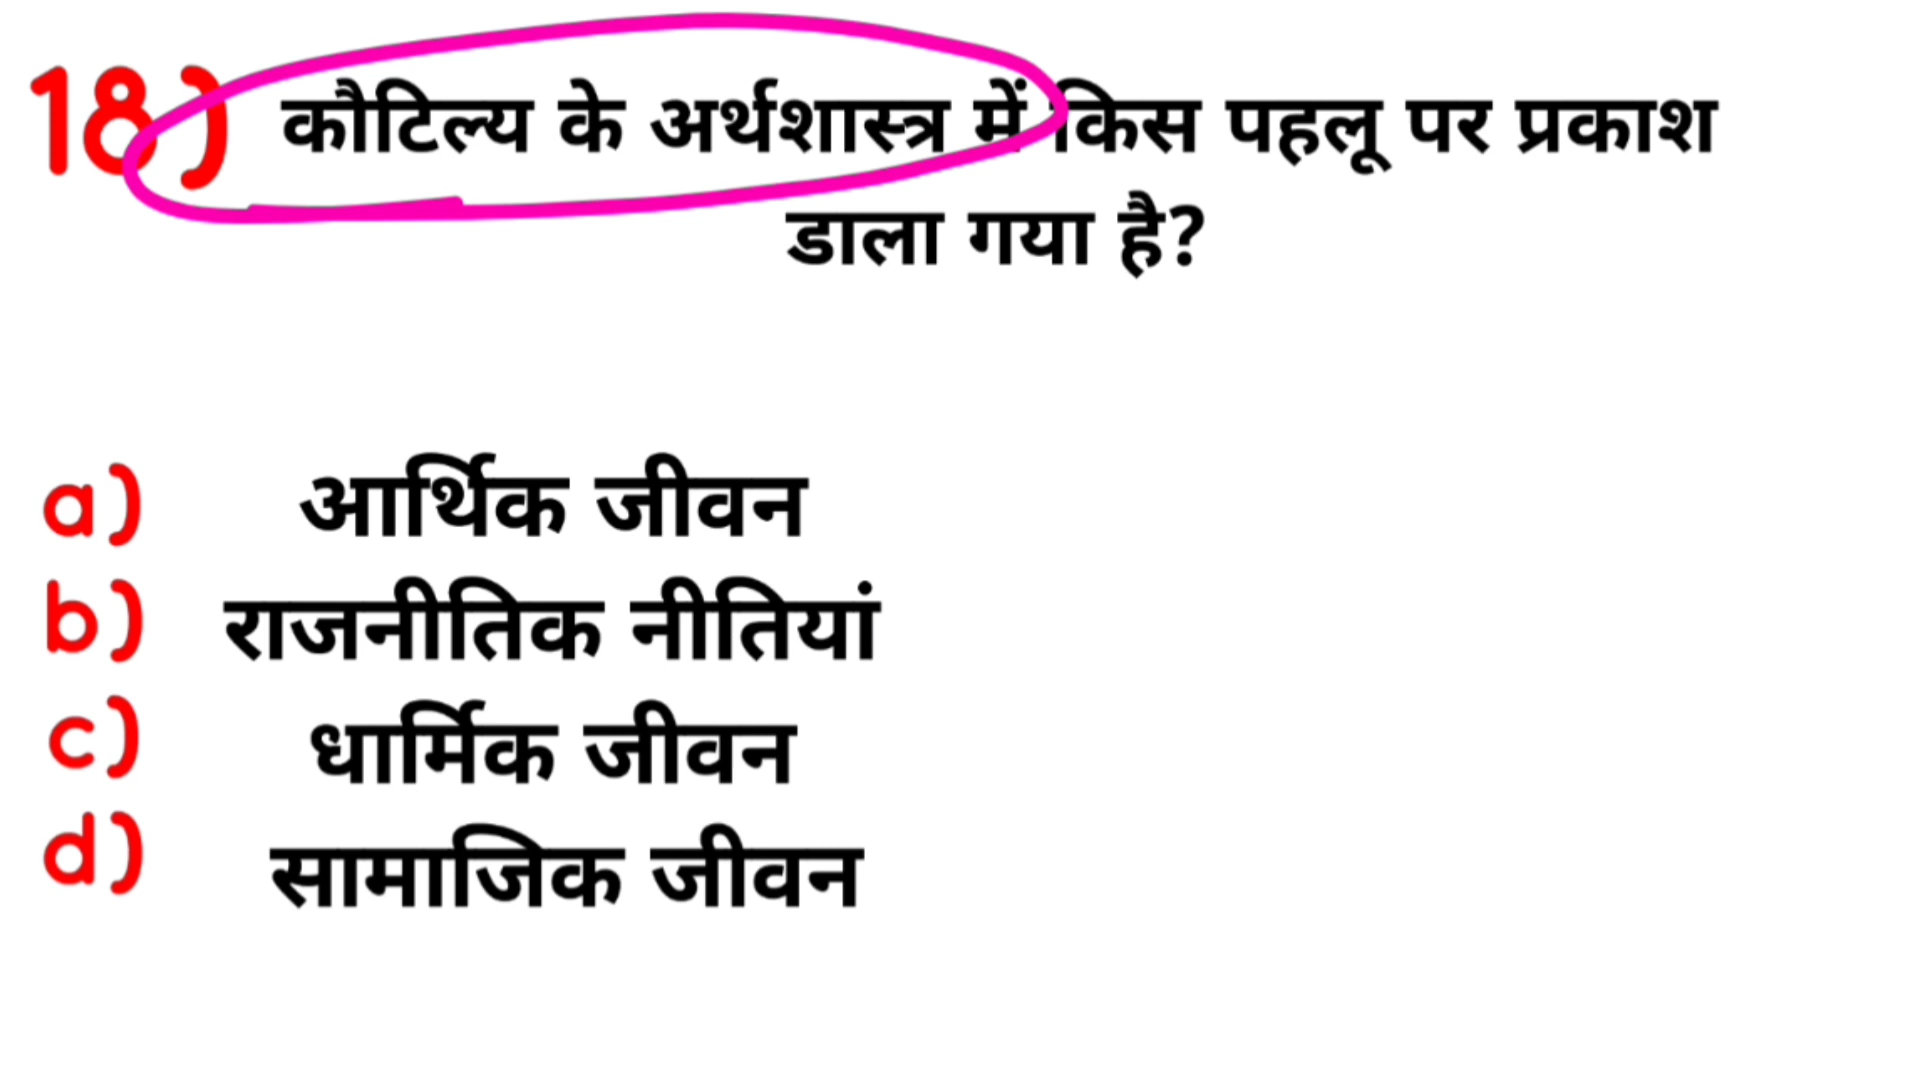 18) कौटिल्य के अर्थशास्त्र में किस पहलू पर प्रकाश
डाला गया है?
a) आर्थिक जीवन
b) राजनीतिक नीतियां
c) धार्मिक जीवन
d) सामाजिक जीवन